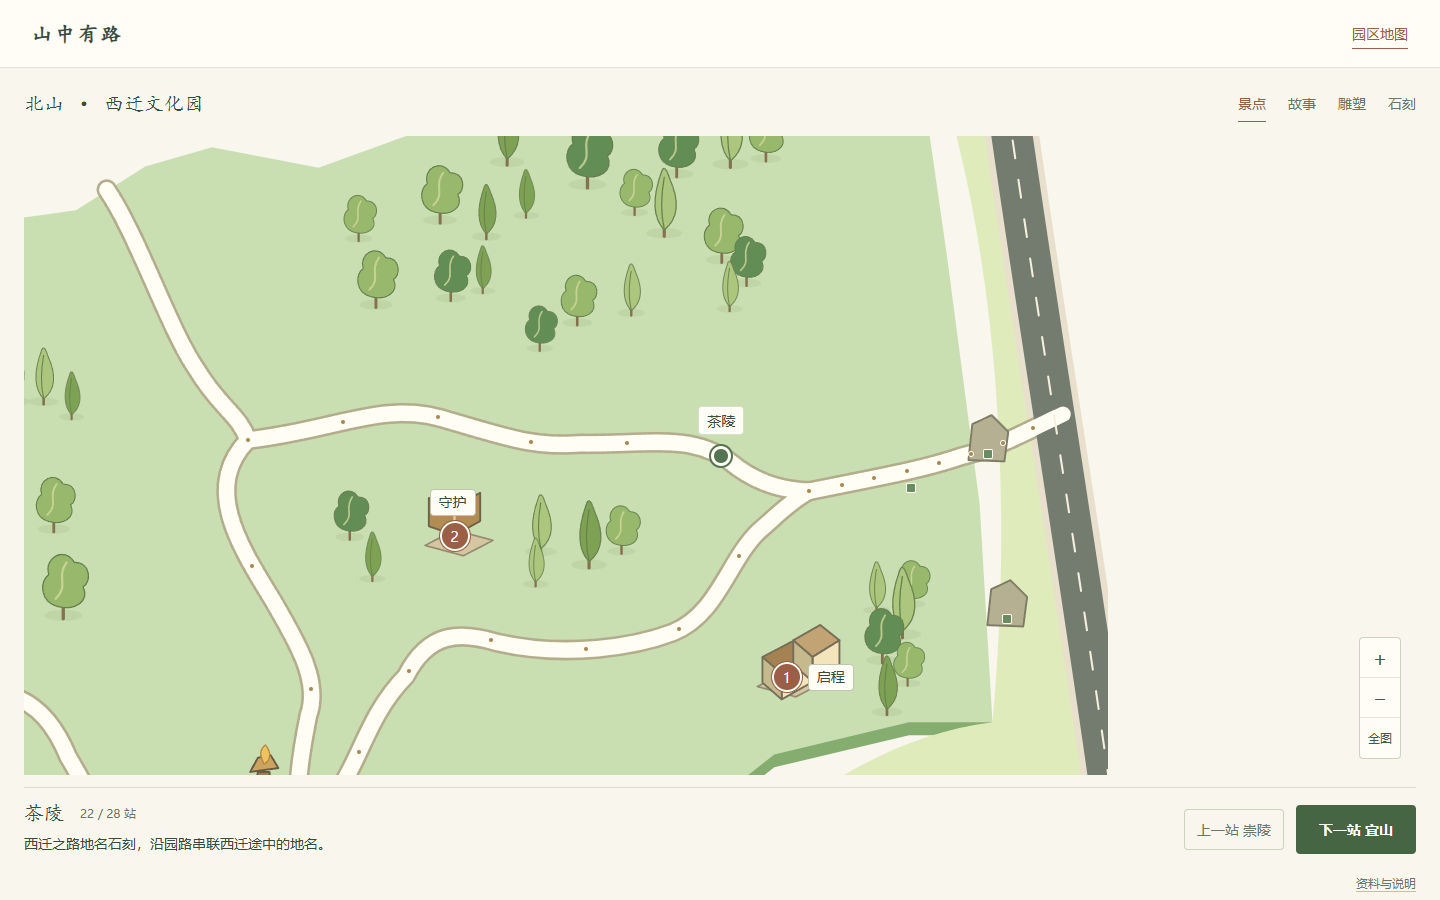 山中有路
园区地图
北山 • 西迁文化园
景点 故事 雕塑 石刻
茶陵
守护
2
1
启程
+
−
全图
茶陵 22 / 28 站
西迁之路地名石刻，沿园路串联西迁途中的地名。
上一站 崇陵
下一站 宜山
资料与说明